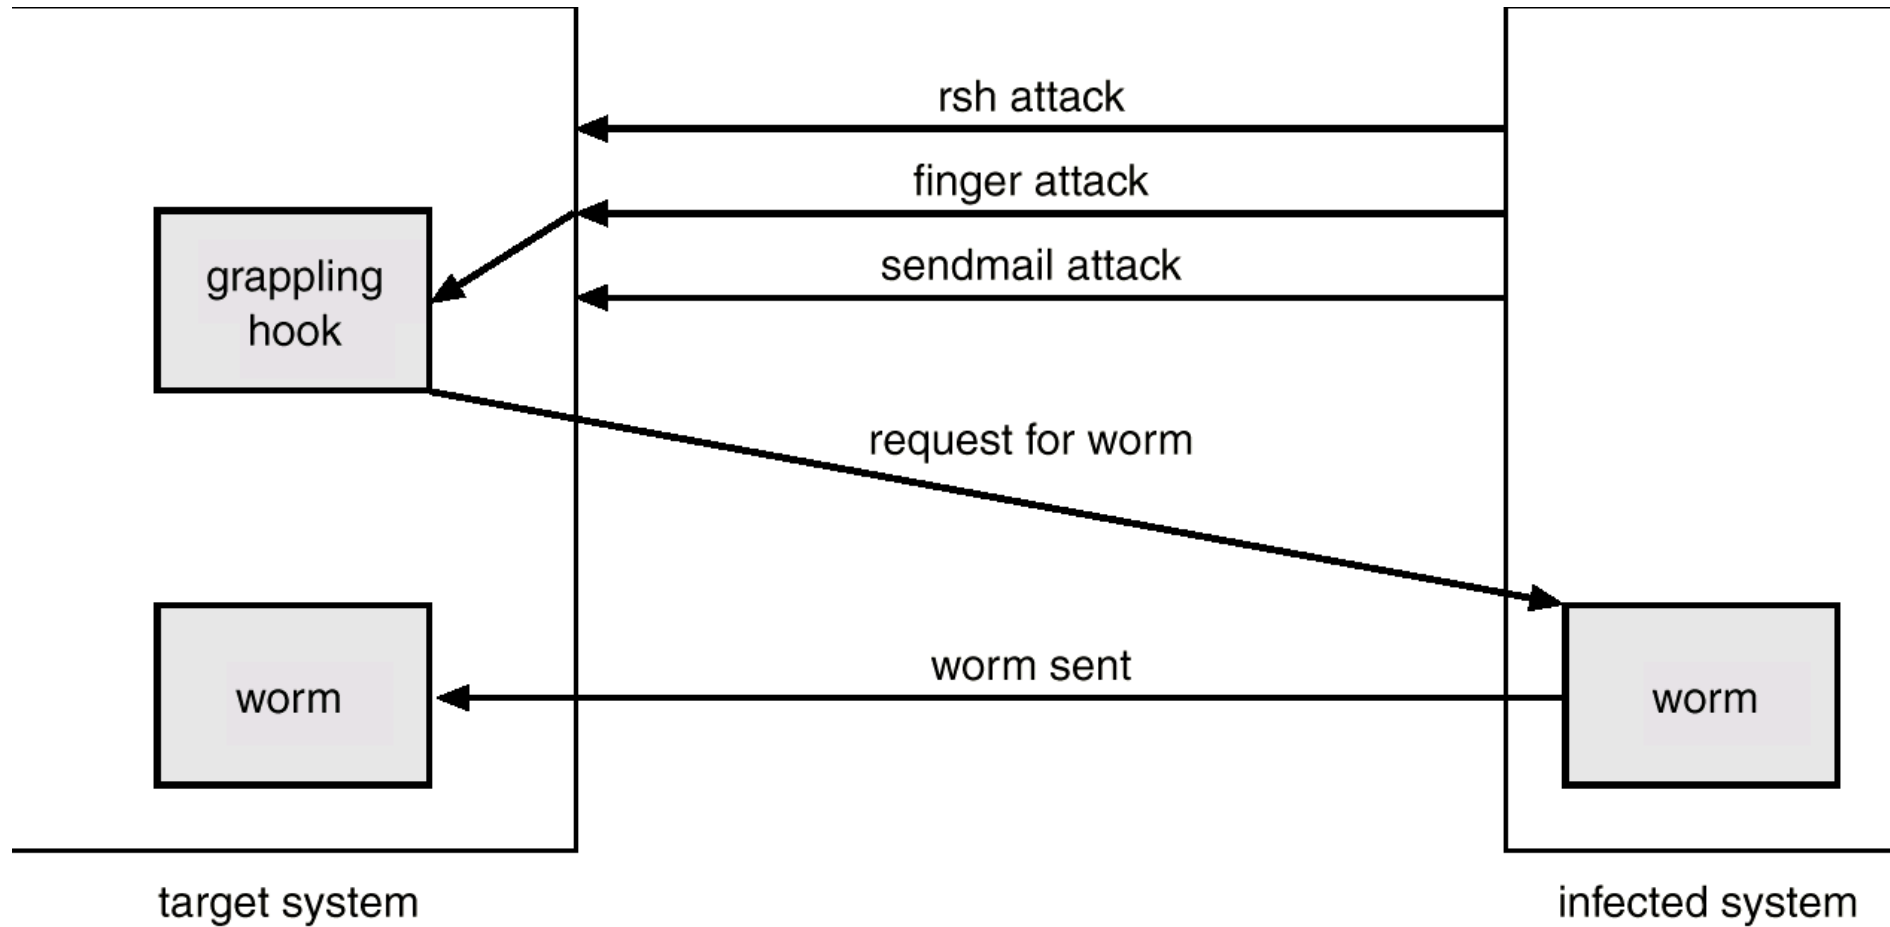 rsh attack
finger attack
sendmail attack
grappling
hook
request for worm
worm sent
worm
worm
target system
infected system